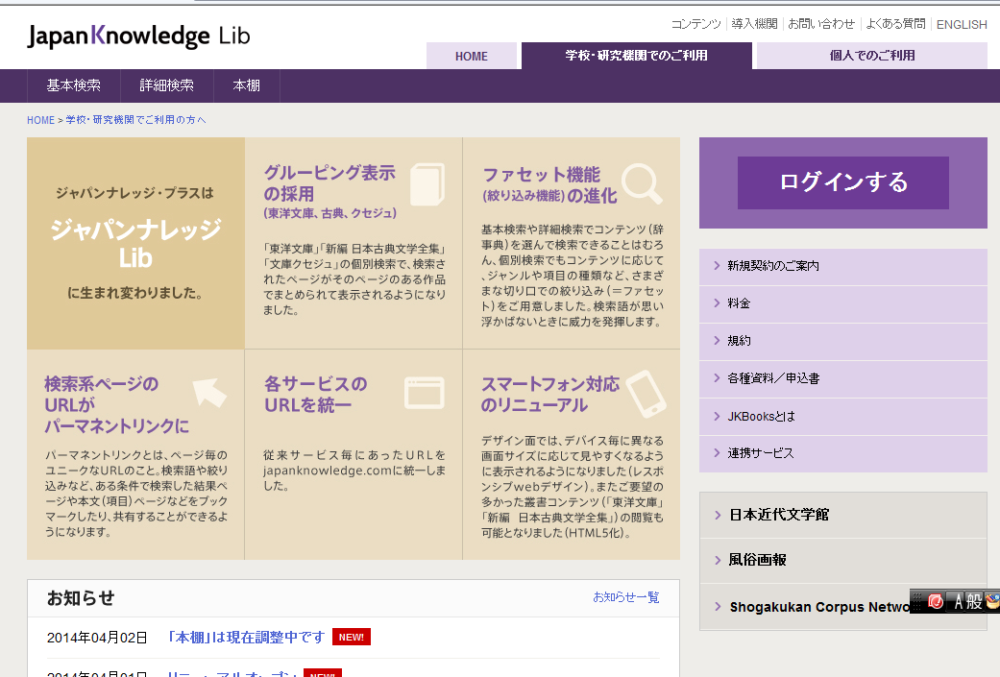 JapanKnowledge Lib
コンテンツ | 導入機関 | お問い合わせ | よくある質問 | ENGLISH
HOME
学校・研究機関でのご利用
個人でのご利用
基本検索
詳細検索
本棚
HOME > 学校・研究機関でご利用の方へ
ジャパンナレッジ・プラスは
ジャパンナレッジ
Lib
に生まれ変わりました。
グルーピング表示
の採用
(東洋文庫、古典、クセジュ)
「東洋文庫」「新編 日本古典文学全集」
「文庫クセジュ」の個別検索で、検索さ
れたページがそのページのある作品
でまとめられて表示されるようになり
ました。
ファセット機能
(絞り込み機能)の進化
基本検索や詳細検索でコンテンツ(辞
事典)を選んで検索できることはむろ
ん、個別検索でもコンテンツに応じて
、ジャンルや項目の種類など、さまざ
まな切り口での絞り込み(=ファセッ
ト)をご用意しました。検索語が思い
浮かばないときに威力を発揮します。
検索系ページの
URLが
パーマネントリンクに
パーマネントリンクとは、ページ毎の
ユニークなURLのこと。検索語や絞り
込みなど、ある条件で検索した結果ペ
ージや本文(項目)ページなどをブック
マークしたり、共有することができるよ
うになります。
各サービスの
URLを統一
従来サービス毎にあったURLを
japanknowledge.comに統一しま
した。
スマートフォン対応
のリニューアル
デザイン面では、デバイス毎に異なる
画面サイズに応じて見やすくなるよう
に表示されるようになりました(レスポ
ンシブwebデザイン)。またご要望の
多かった叢書コンテンツ(「東洋文庫」
「新編 日本古典文学全集」)の閲覧も
可能となりました(HTML5化)。
ログインする
新規契約のご案内
料金
規約
各種資料/申込書
JKBooksとは
連携サービス
日本近代文学館
風俗画報
Shogakukan Corpus Netwo
A 般
お知らせ
お知らせ一覧
2014年04月02日 「本棚」は現在調整中です NEW!
2014年04月01日 リニューアルオープン NEW!